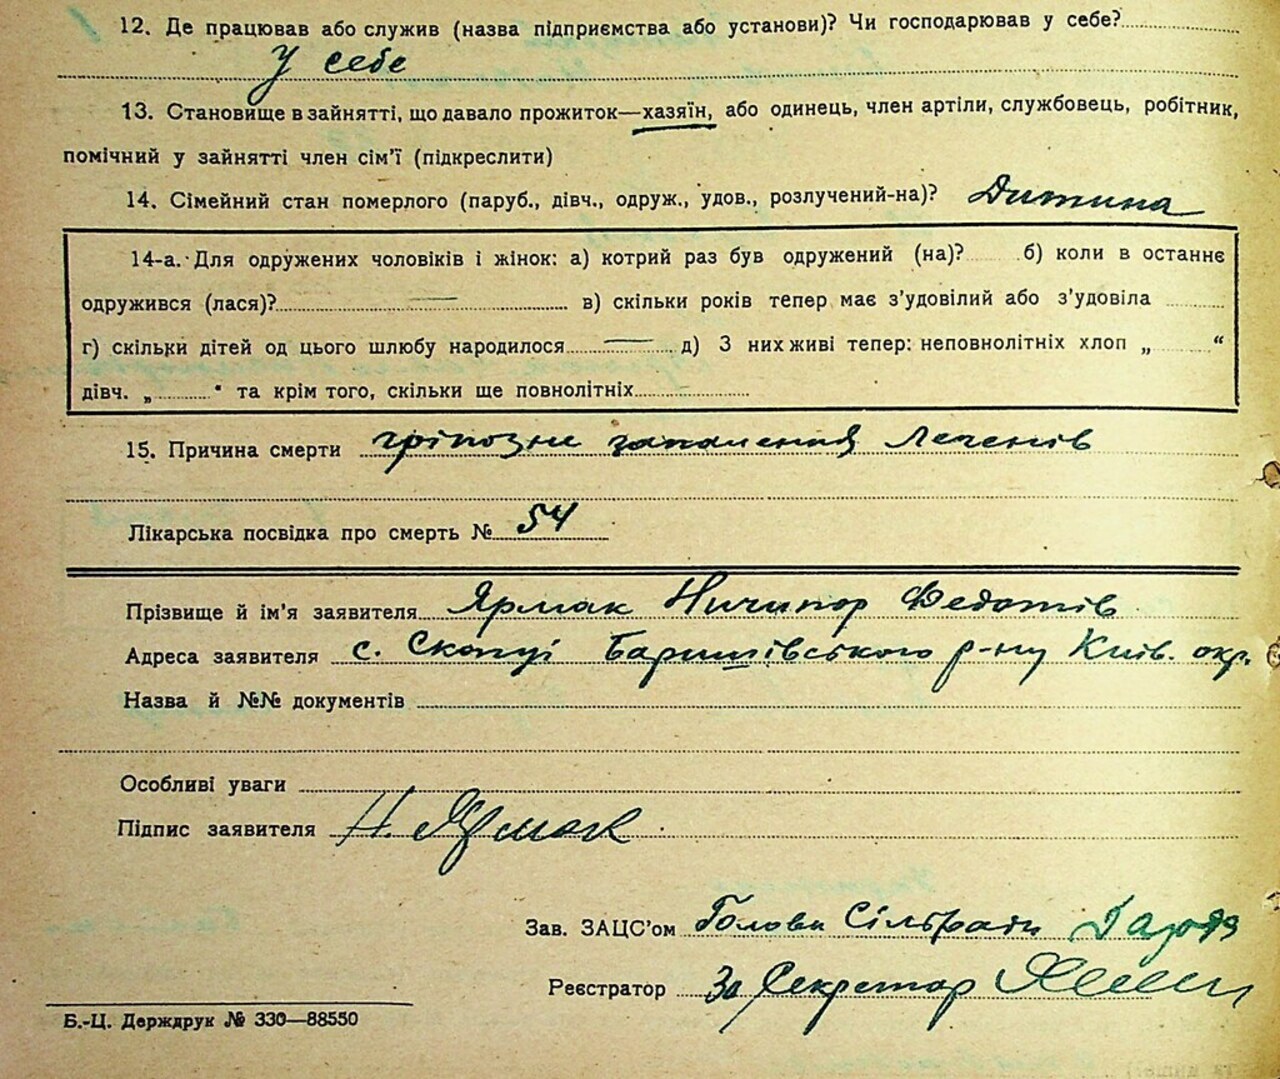 12. Де працював або служив (назва підприємства або установи)? Чи господарював у себе?
У себе
13. Становище в зайнятті, що давало прожиток—хазяїн, або одинець, член артіли, службовець, робітник,
помічний у зайнятті член сім'ї (підкреслити)
14. Сімейний стан померлого (паруб., дівч., одруж., удов., розлучений-на)? Дитина
14-а. Для одружених чоловіків і жінок: а) котрий раз був одружений (на)? б) коли в останнє
одружився (лася)? — в) скільки років тепер має з'удовілий або з'удовіла
г) скільки дітей од цього шлюбу народилося — д) З них живі тепер: неповнолітніх хлоп „ “
дівч. „ “ та крім того, скільки ще повнолітніх
15. Причина смерти гріпозне запалення легенів
Лікарська посвідка про смерть № 54
Прізвище й ім'я заявителя Ярмак Ничипор Федотів
Адреса заявителя с. Скопці Баришівського р-ну Київ. окр.
Назва й №№ документів
Особливі уваги
Підпис заявителя Н. Ярмак
Зав. ЗАЦС'ом Голова Сільради
Реєстратор За Секретар
Б.-Ц. Держдрук № 330—88550